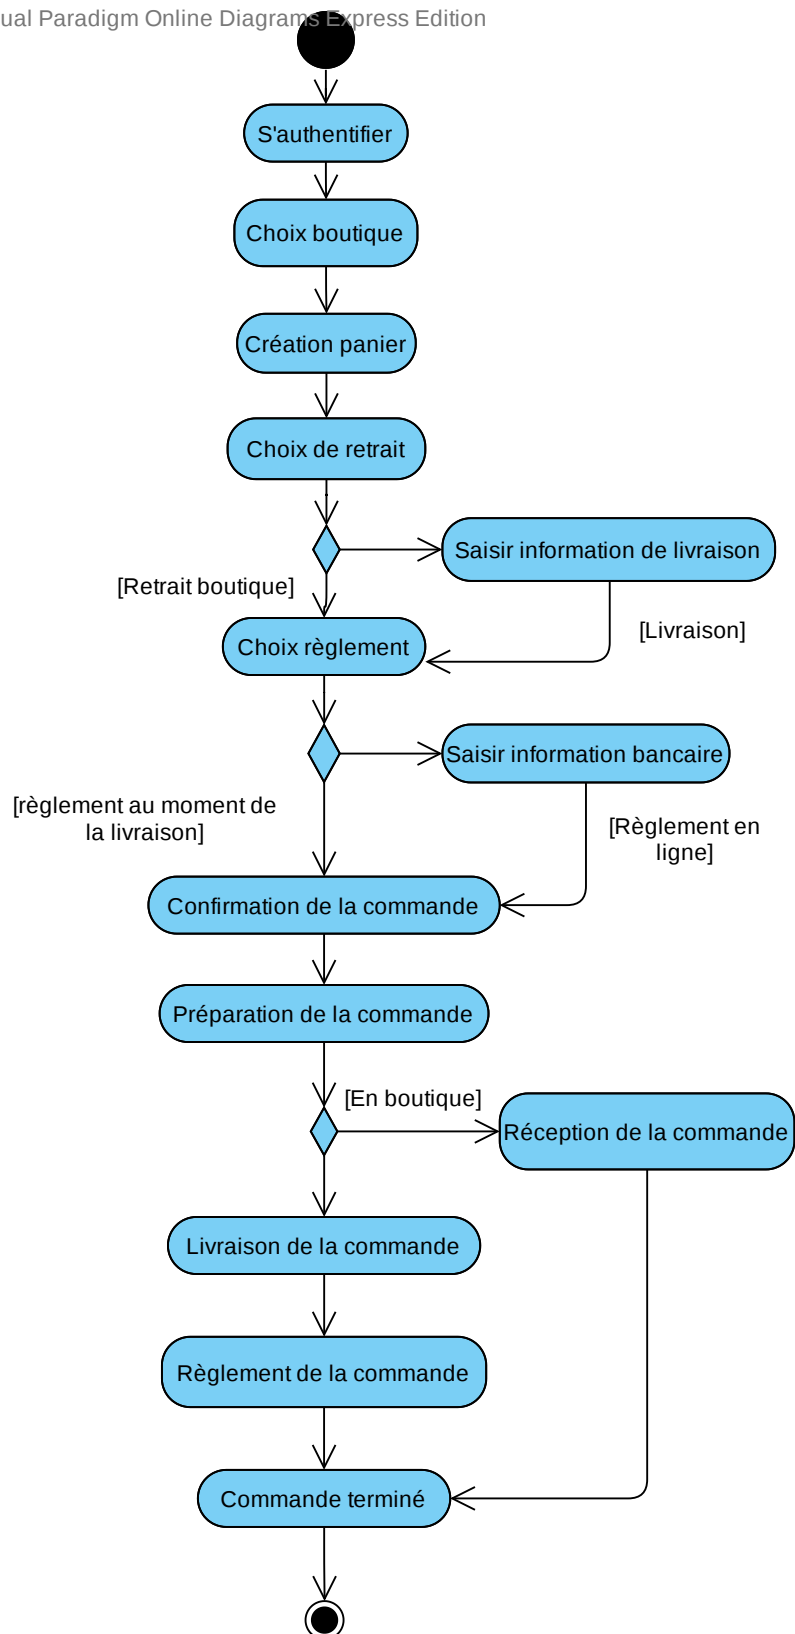 ual Paradigm Online Diagrams Express Edition
S'authentifier
Choix boutique
Création panier
Choix de retrait
Saisir information de livraison
[Retrait boutique]
[Livraison]
Choix règlement
Saisir information bancaire
[règlement au moment de
la livraison]
[Règlement en
ligne]
Confirmation de la commande
Préparation de la commande
[En boutique]
Réception de la commande
Livraison de la commande
Règlement de la commande
Commande terminé